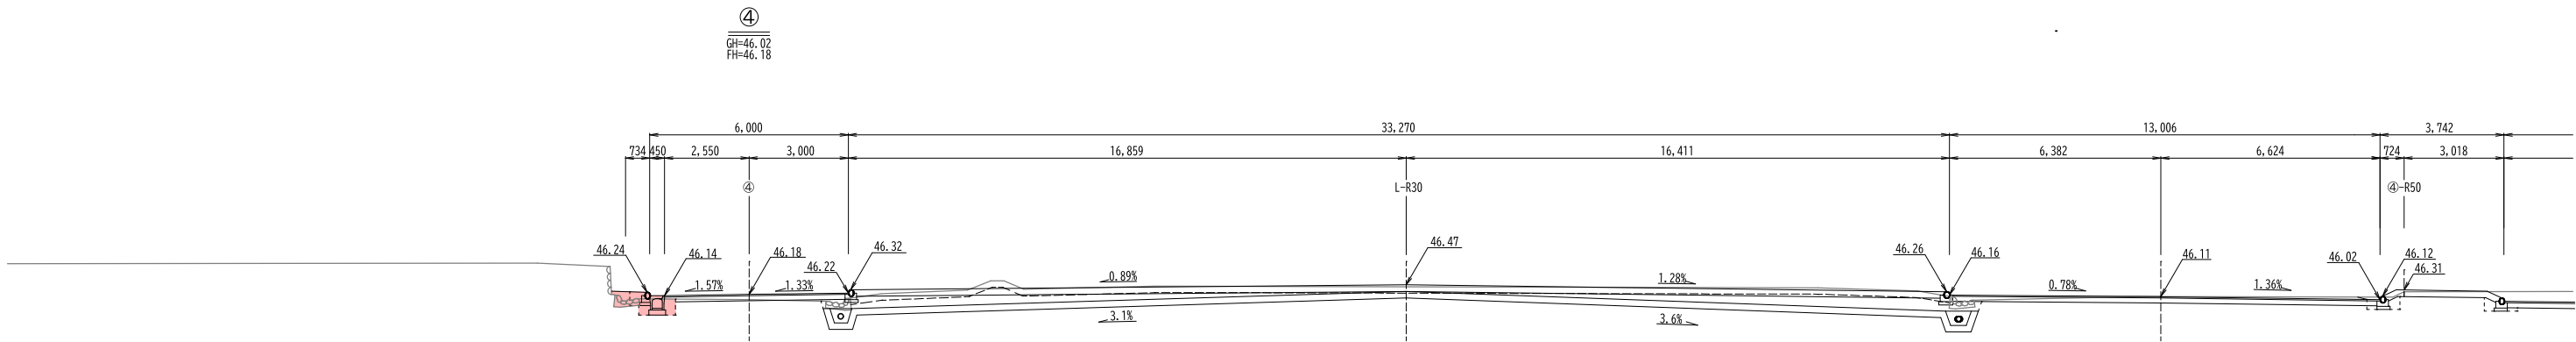 ④
GH=46.02
FH=46.18
6,000 33,270 13,006 3,742
734 450 2,550 3,000 16,859 16,411 6,382 6,624 724 3,018
④ L-R30 ④-R50
46.24 46.14 46.18 46.22 46.32 46.47 46.26 46.16 46.11 46.02 46.12
46.31
1.57% 1.33% 0.89% 1.28% 0.78% 1.36%
3.1% 3.6%